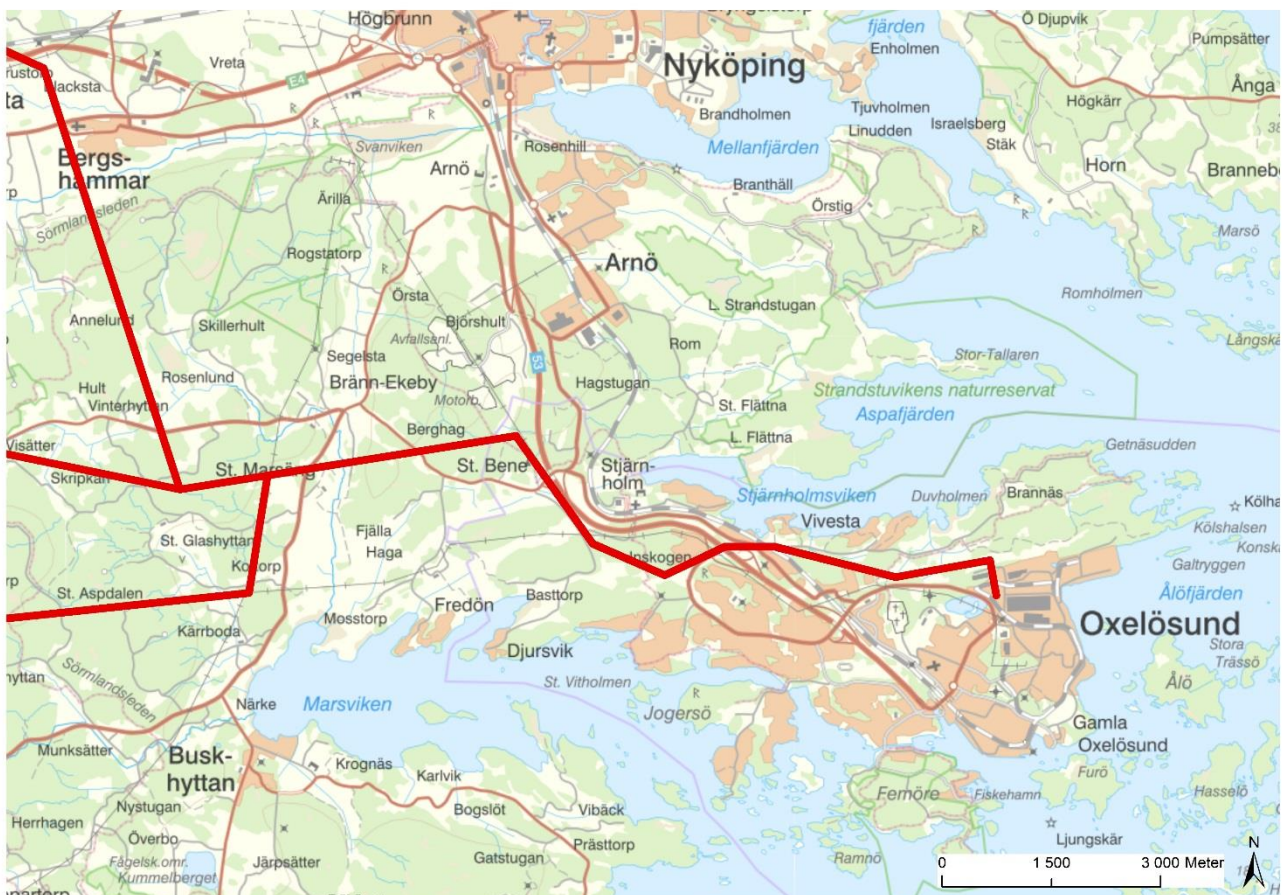 Högbrunn
fjärden
Ö Djupvik
Pumpsätter
Vreta
E4
Nyköping
Enholmen
Ånga
Blacksta
ta
Tjuvholmen
Högkärr
Brandholmen
Israelsberg
Linudden
Bergs-
hammar
Svanviken
Rosenhill
Mellanfjärden
Stäk
Horn
Arnö
Branthäll
Ärilla
Örstig
Sörmlandsleden
Marsö
Rogstatorp
Arnö
Romholmen
Örsta
L. Strandstugan
Annelund
Skillerhult
Björshult
Avfallsanl.
Rom
Segelsta
53
Stor-Tallaren
Hult
Rosenlund
Bränn-Ekeby
Hagstugan
Strandstuvikens naturreservat
Vinterhyttan
Motorb.
St. Flättna
Aspafjärden
Berghag
L. Flättna
Visätter
Getnäsudden
St. Marsäng
St. Bene
Stjärn-
holm
Skripkan
Stjärnholmsviken
Duvholmen
Brannäs
Vivesta
Kölshalsen
St. Glashyttan
Fjälla
Haga
Inskogen
Galtryggen
St. Aspdalen
Basttorp
Ålöfjärden
Fredön
Mosstorp
Oxelösund
Kärrboda
Djursvik
Stora
Trässö
Sörmlandsleden
St. Vitholmen
Ålö
Närke
Marsviken
Jogersö
Gamla
Oxelösund
Munksätter
Busk-
hyttan
Krognäs
Karlvik
Furö
Femöre
Fiskehamn
Hasselö
Nystugan
Bogslöt
Vibäck
Herrhagen
Ljungskär
Överbo
Prästtorp
N
Fågelsk.omr.
Kummelberget
Järpsätter
Gatstugan
Ramnö
0 1 500 3 000 Meter